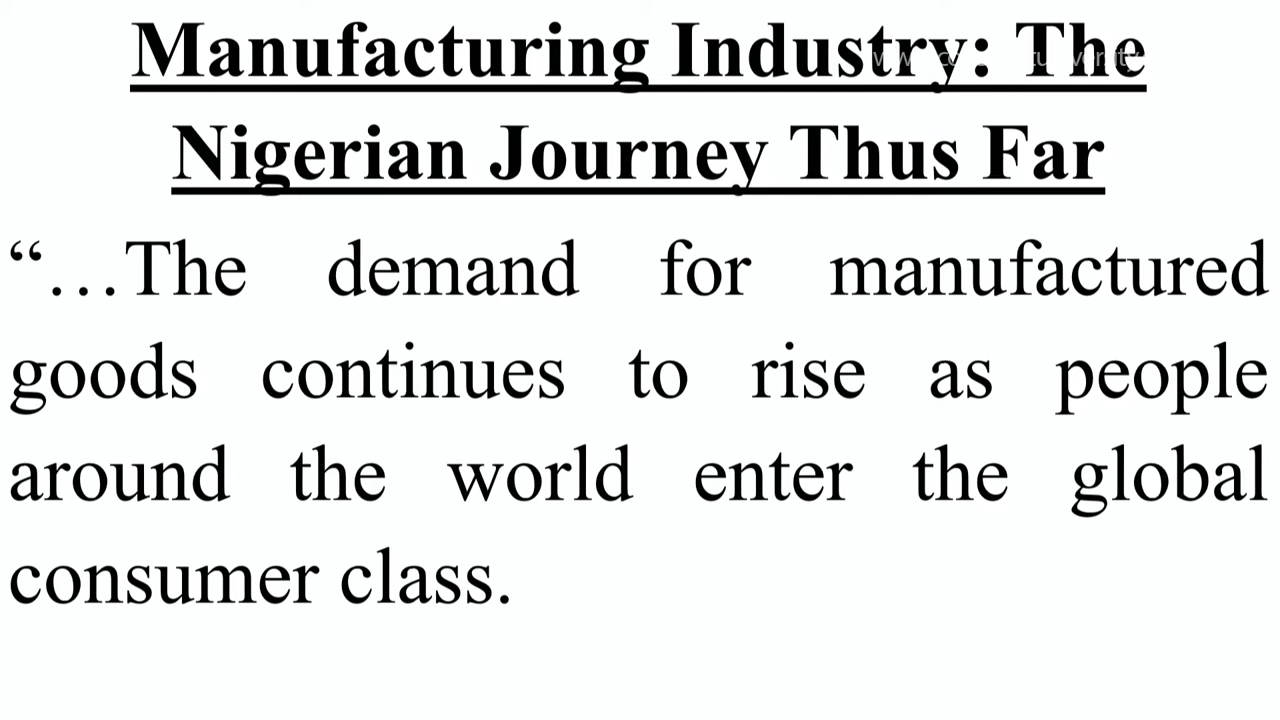 Manufacturing Industry: The
Nigerian Journey Thus Far
“…The demand for manufactured
goods continues to rise as people
around the world enter the global
consumer class.